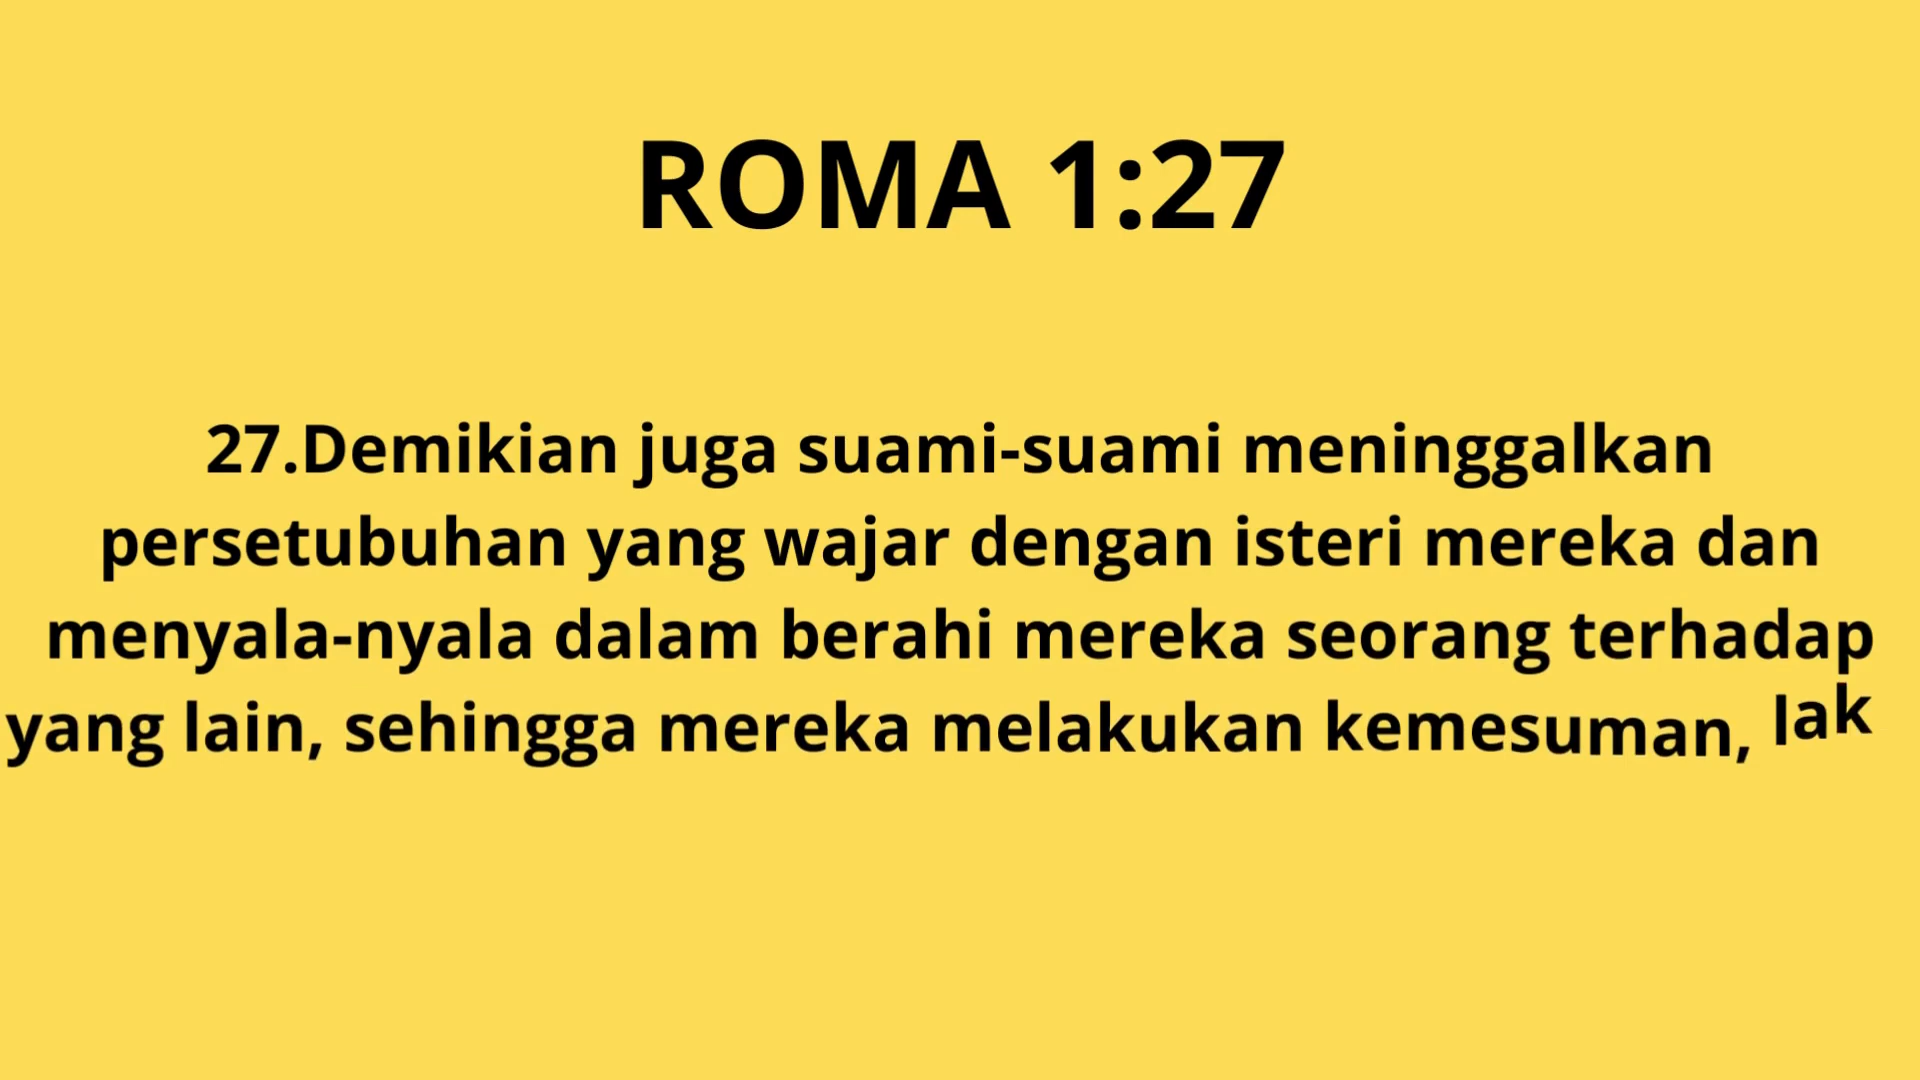 ROMA 1:27
27.Demikian juga suami-suami meninggalkan
persetubuhan yang wajar dengan isteri mereka dan
menyala-nyala dalam berahi mereka seorang terhadap
yang lain, sehingga mereka melakukan kemesuman, lak